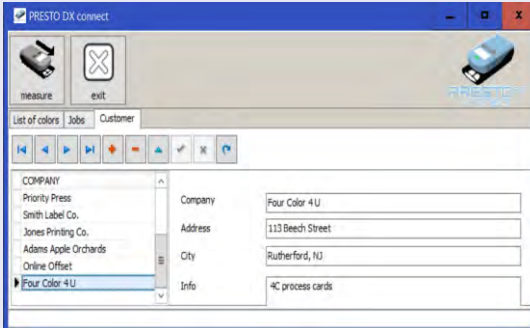 PRESTO DX connect
measure
exit
PRESTO
List of colors
Jobs
Customer
COMPANY
Priority Press
Smith Label Co.
Jones Printing Co.
Adams Apple Orchards
Online Offset
Four Color 4 U
Company
Four Color 4 U
Address
113 Beech Street
City
Rutherford, NJ
Info
4C process cards